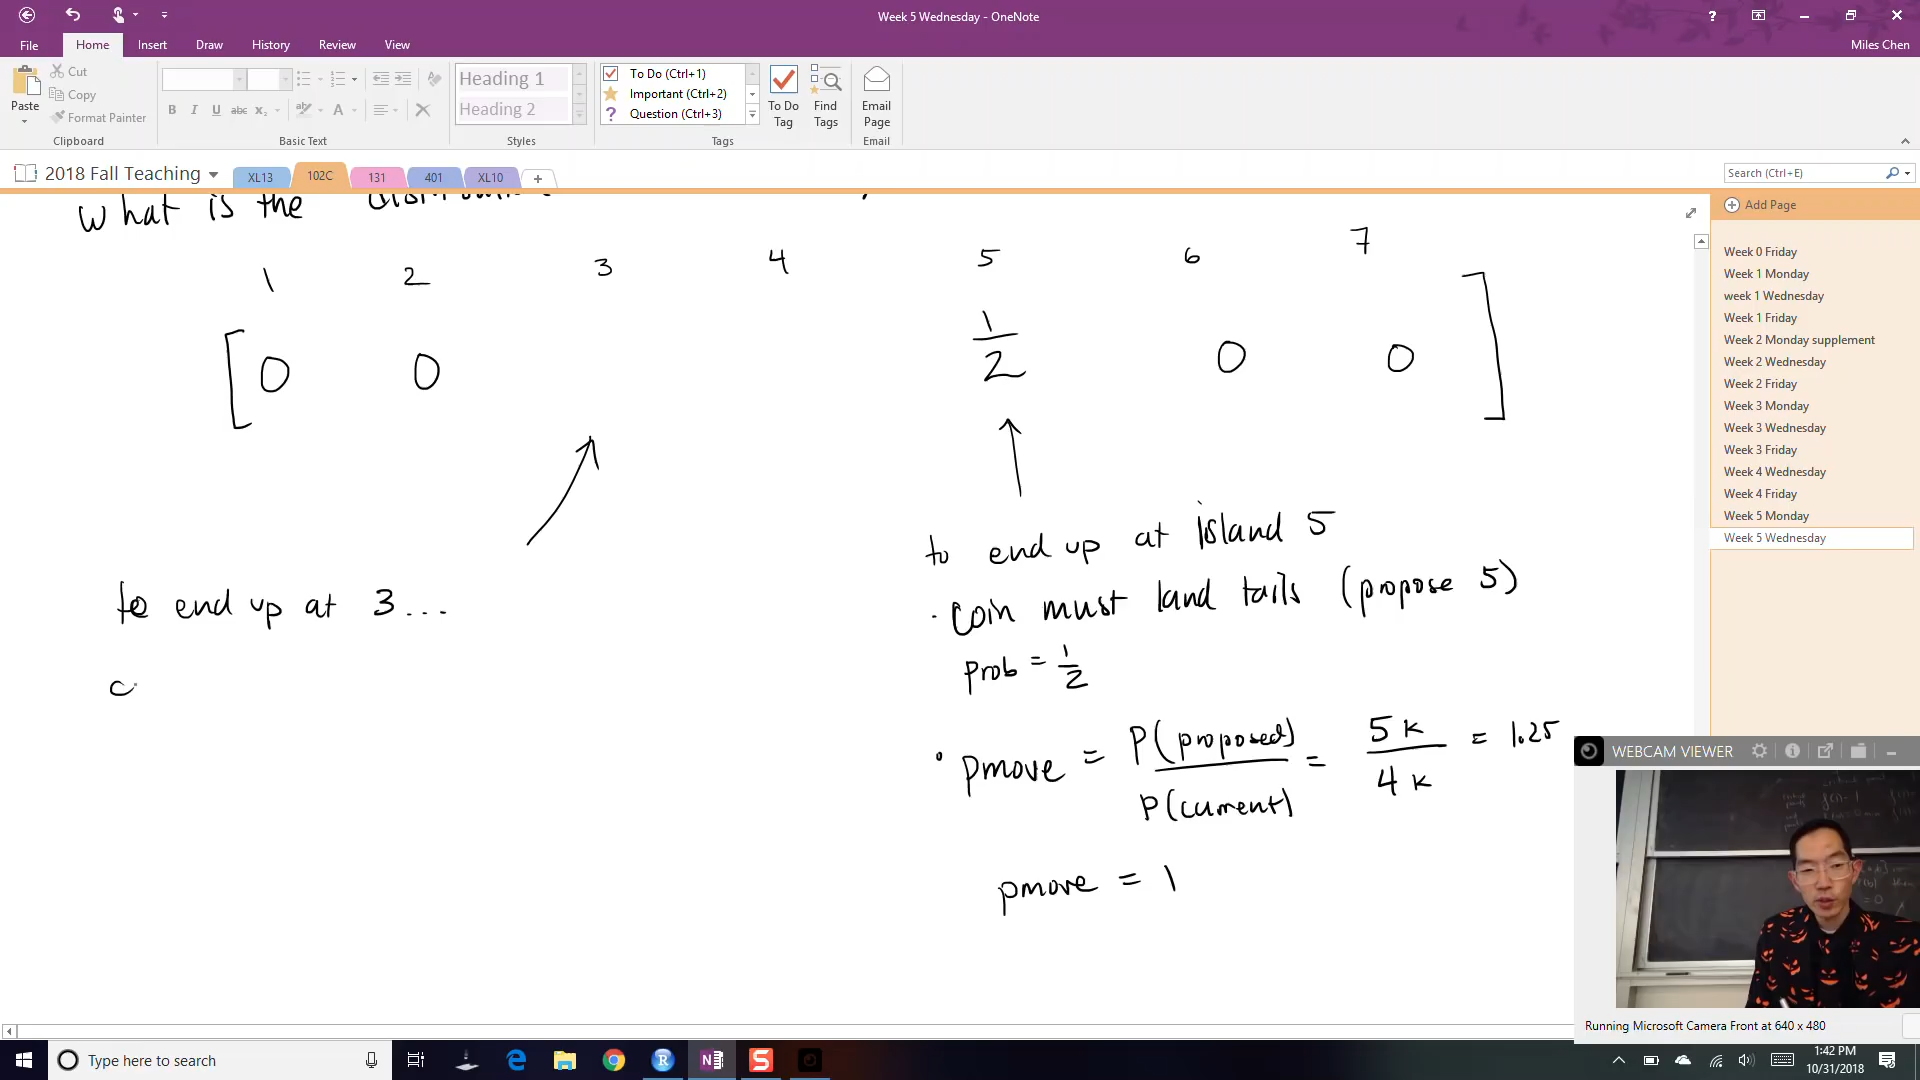 Week 5 Wednesday - OneNote
?
File
Home
Insert
Draw
History
Review
View
Miles Chen
Paste
Cut
Copy
Format Painter
Clipboard
B I U abc x₂ ab A
Basic Text
Heading 1
Heading 2
Styles
To Do (Ctrl+1)
Important (Ctrl+2)
Question (Ctrl+3)
To Do Tag
Find Tags
Tags
Email Page
Email
2018 Fall Teaching
XL13
102C
131
401
XL10
Search (Ctrl+E)
what is the
1 2 3 4 5 6 7
[ 0 0 1/2 0 0 ]
to end up at 3...
c
to end up at island 5
· coin must land tails (propose 5)
prob = 1/2
· pmove = P(proposed)/P(current) = 5k/4k = 1.25
pmove = 1
Add Page
Week 0 Friday
Week 1 Monday
week 1 Wednesday
Week 1 Friday
Week 2 Monday supplement
Week 2 Wednesday
Week 2 Friday
Week 3 Monday
Week 3 Wednesday
Week 3 Friday
Week 4 Wednesday
Week 4 Friday
Week 5 Monday
Week 5 Wednesday
WEBCAM VIEWER
Running Microsoft Camera Front at 640 x 480
Type here to search
1:42 PM
10/31/2018